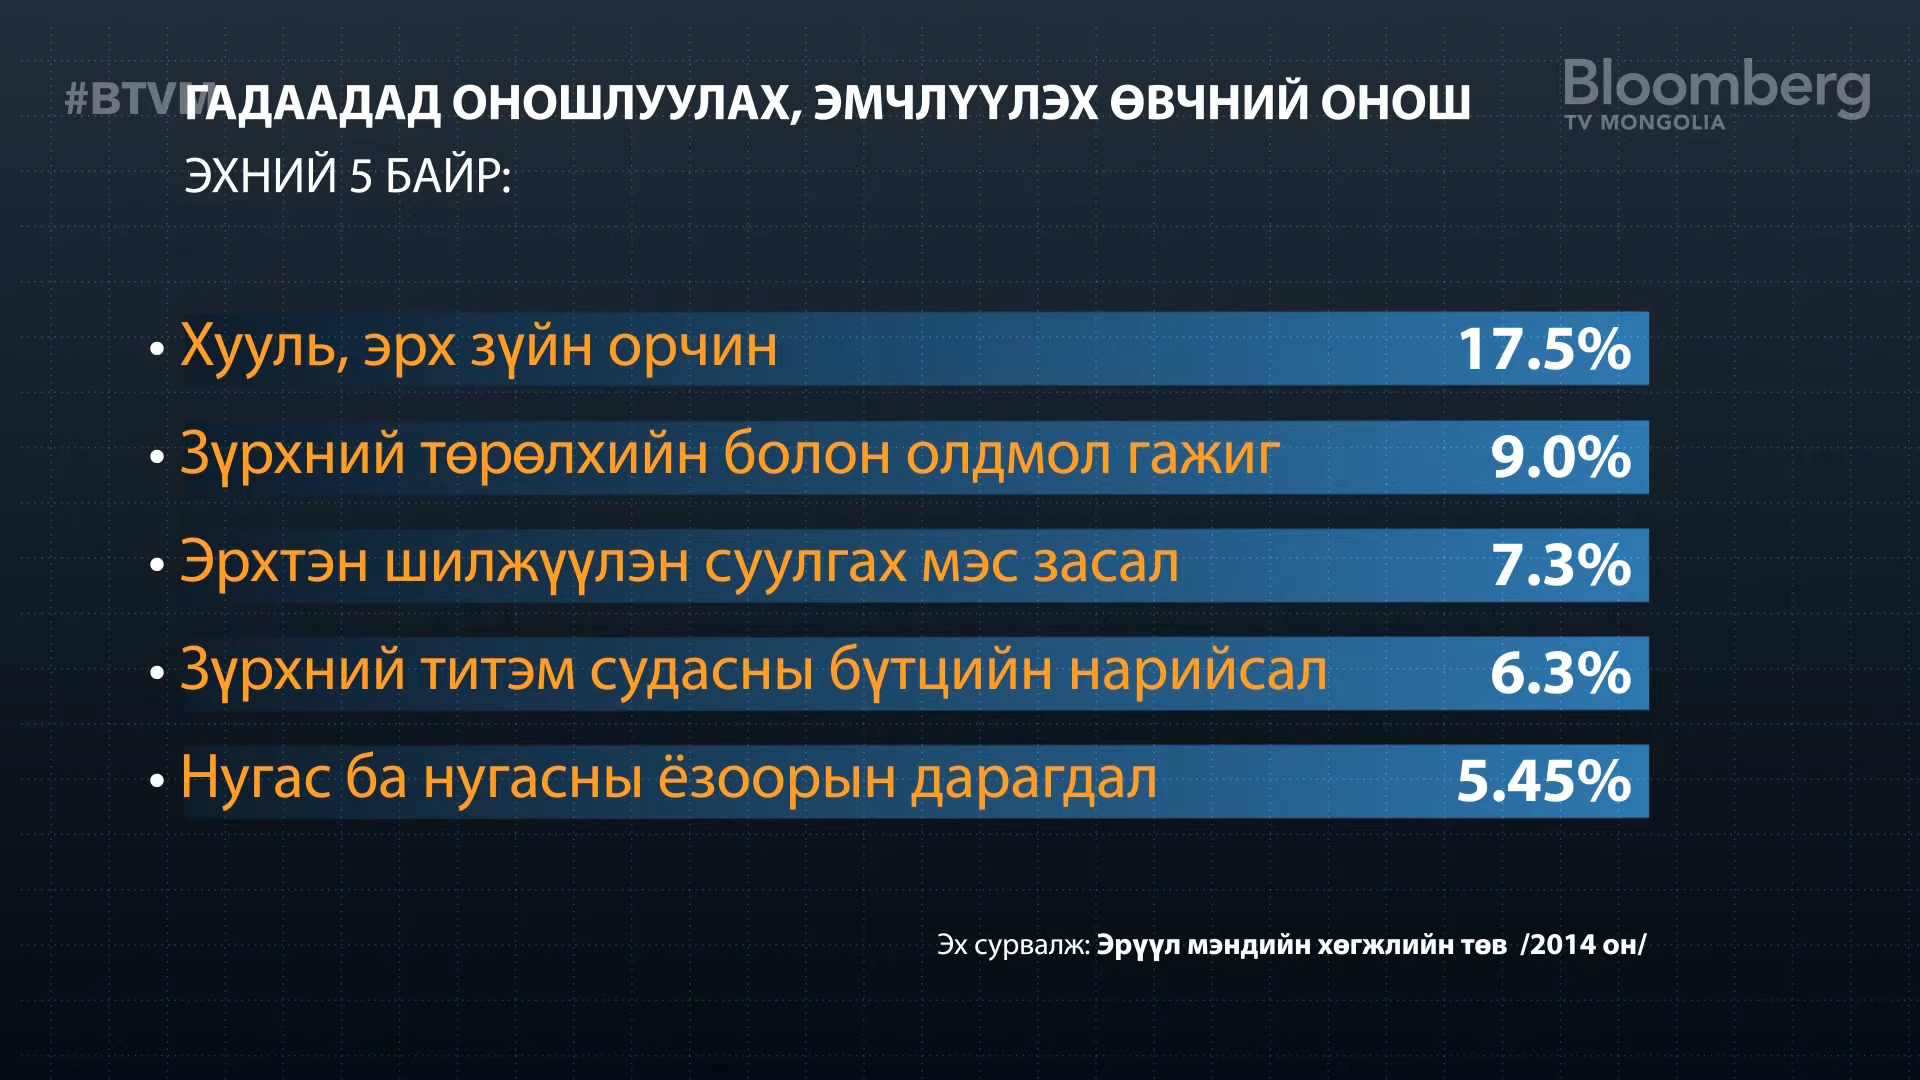 #BTVM
ГАДААДАД ОНОШЛУУЛАХ, ЭМЧЛҮҮЛЭХ ӨВЧНИЙ ОНОШ
Bloomberg
TV MONGOLIA
ЭХНИЙ 5 БАЙР:
• Хууль, эрх зүйн орчин 17.5%
• Зүрхний төрөлхийн болон олдмол гажиг 9.0%
• Эрхтэн шилжүүлэн суулгах мэс засал 7.3%
• Зүрхний титэм судасны бүтцийн нарийсал 6.3%
• Нугас ба нугасны ёзоорын дарагдал 5.45%
Эх сурвалж: Эрүүл мэндийн хөгжлийн төв /2014 он/